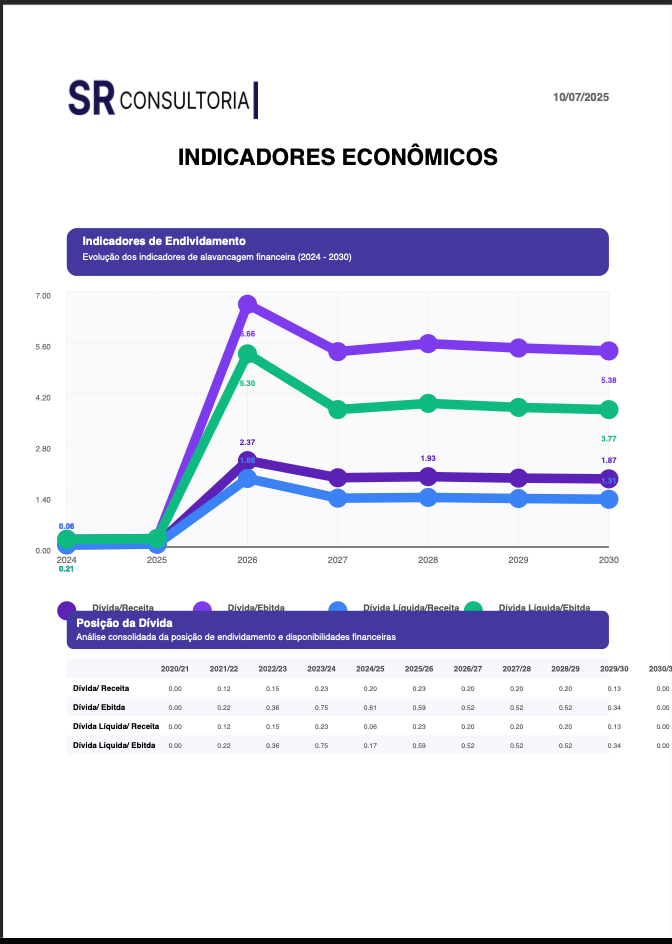 SR CONSULTORIA
10/07/2025
INDICADORES ECONÔMICOS
Indicadores de Endividamento
Evolução dos indicadores de alavancagem financeira (2024 - 2030)
7.00
5.60
4.20
2.80
1.40
0.00
6.66
5.30
2.37
1.88
1.93
5.38
3.77
1.87
1.31
0.06
0.21
2024 2025 2026 2027 2028 2029 2030
Dívida/Receita Dívida/Ebitda Dívida Líquida/Receita Dívida Líquida/Ebitda
Posição da Dívida
Análise consolidada da posição de endividamento e disponibilidades financeiras
2020/21 2021/22 2022/23 2023/24 2024/25 2025/26 2026/27 2027/28 2028/29 2029/30 2030/3
Dívida/ Receita 0.00 0.12 0.15 0.23 0.20 0.23 0.20 0.20 0.20 0.13 0.00
Dívida/ Ebitda 0.00 0.22 0.36 0.75 0.61 0.59 0.52 0.52 0.52 0.34 0.00
Dívida Líquida/ Receita 0.00 0.12 0.15 0.23 0.06 0.23 0.20 0.20 0.20 0.13 0.00
Dívida Líquida/ Ebitda 0.00 0.22 0.36 0.75 0.17 0.59 0.52 0.52 0.52 0.34 0.00